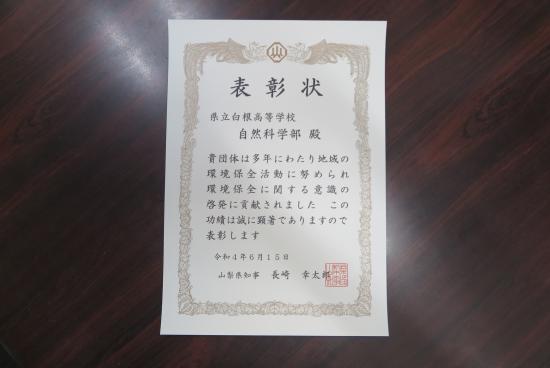 表彰状
県立白根高等学校
自然科学部 殿
貴団体は多年にわたり地域の
環境保全活動に努められ
環境保全に関する意識の
啓発に貢献されました この
功績は誠に顕著でありますので
表彰します
令和4年6月15日
山梨県知事 長崎 幸太郎